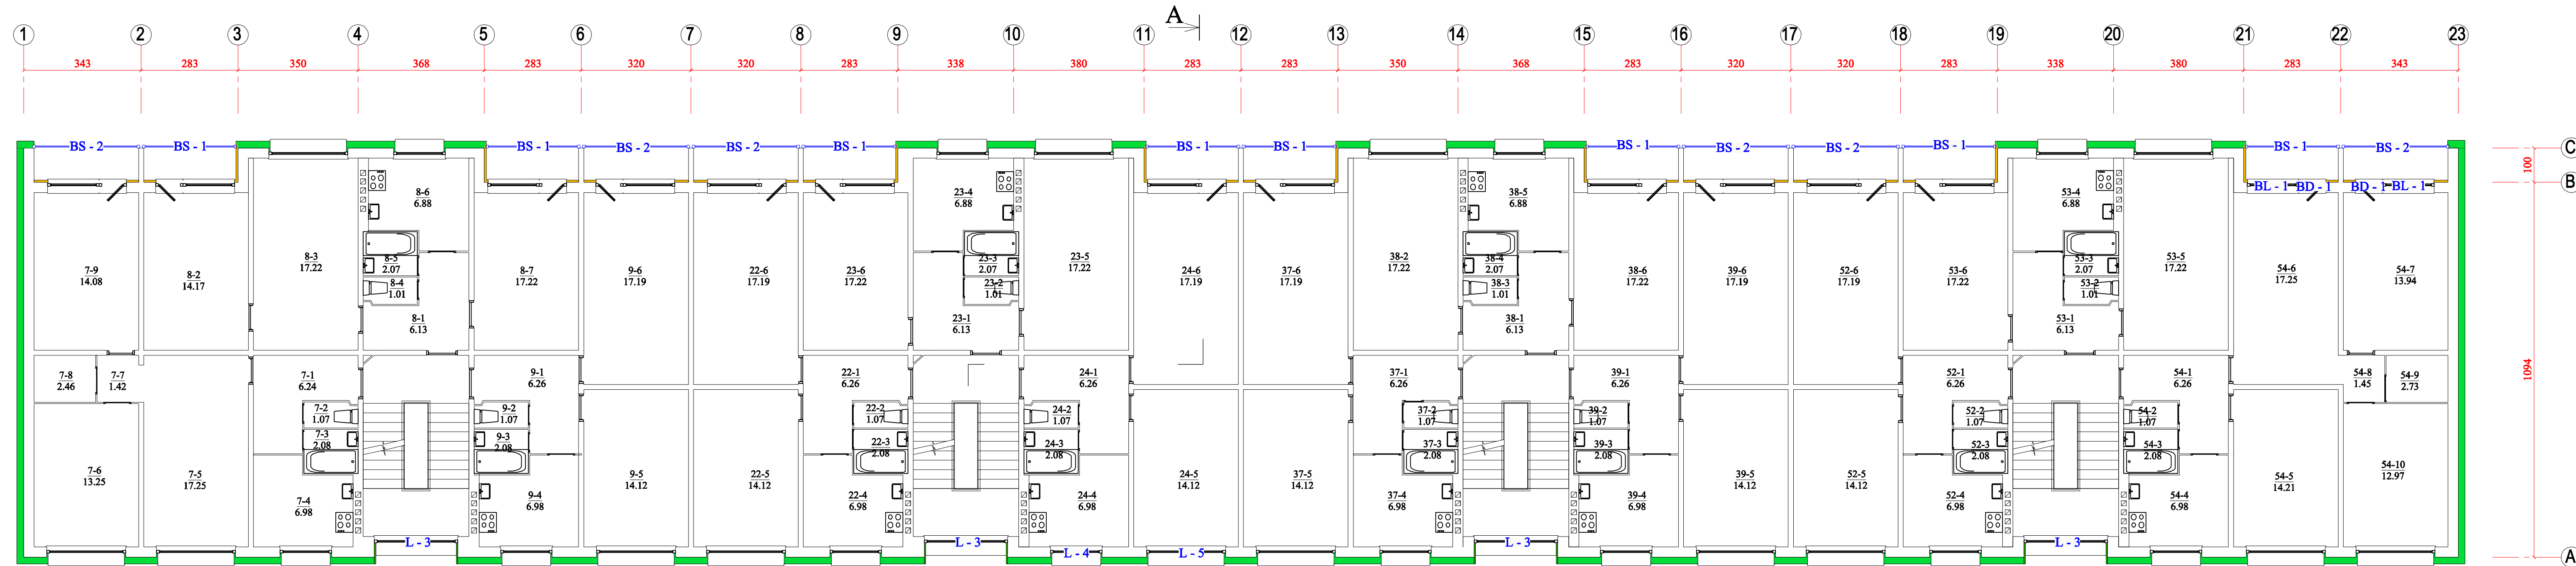 A
1 2 3 4 5 6 7 8 9 10 11 12 13 14 15 16 17 18 19 20 21 22 23
343 283 350 368 283 320 320 283 338 380 283 283 350 368 283 320 320 283 338 380 283 343
BS - 2 BS - 1 BS - 1 BS - 2 BS - 2 BS - 1 BS - 1 BS - 1 BS - 1 BS - 2 BS - 2 BS - 1 BS - 1 BS - 2
C
100
B
BL - 1 BD - 1 BD - 1 BL - 1
8-6 23-4 38-5 53-4
6.88 6.88 6.88 6.88
7-9 8-2 8-3 8-5 8-7 9-6 22-6 23-6 23-3 23-5 24-6 37-6 38-2 38-4 38-6 39-6 52-6 53-6 53-3 53-5 54-6 54-7
14.08 14.17 17.22 2.07 17.22 17.19 17.19 17.22 2.07 17.22 17.19 17.19 17.22 2.07 17.22 17.19 17.19 17.22 2.07 17.22 17.25 13.94
8-4 23-2 38-3 53-2
1.01 1.01 1.01 1.01
8-1 23-1 38-1 53-1
6.13 6.13 6.13 6.13
7-8 7-7 7-1 9-1 22-1 24-1 37-1 39-1 52-1 54-1 54-8 54-9
2.46 1.42 6.24 6.26 6.26 6.26 6.26 6.26 6.26 6.26 1.45 2.73
1094
7-2 9-2 22-2 24-2 37-2 39-2 52-2 54-2
1.07 1.07 1.07 1.07 1.07 1.07 1.07 1.07
7-3 9-3 22-3 24-3 37-3 39-3 52-3 54-3
2.08 2.08 2.08 2.08 2.08 2.08 2.08 2.08
7-6 7-5 9-5 22-5 24-5 37-5 39-5 52-5 54-5 54-10
13.25 17.25 14.12 14.12 14.12 14.12 14.12 14.12 14.21 12.97
7-4 9-4 22-4 24-4 37-4 39-4 52-4 54-4
6.98 6.98 6.98 6.98 6.98 6.98 6.98 6.98
L - 3 L - 3 L - 4 L - 5 L - 3 L - 3
A